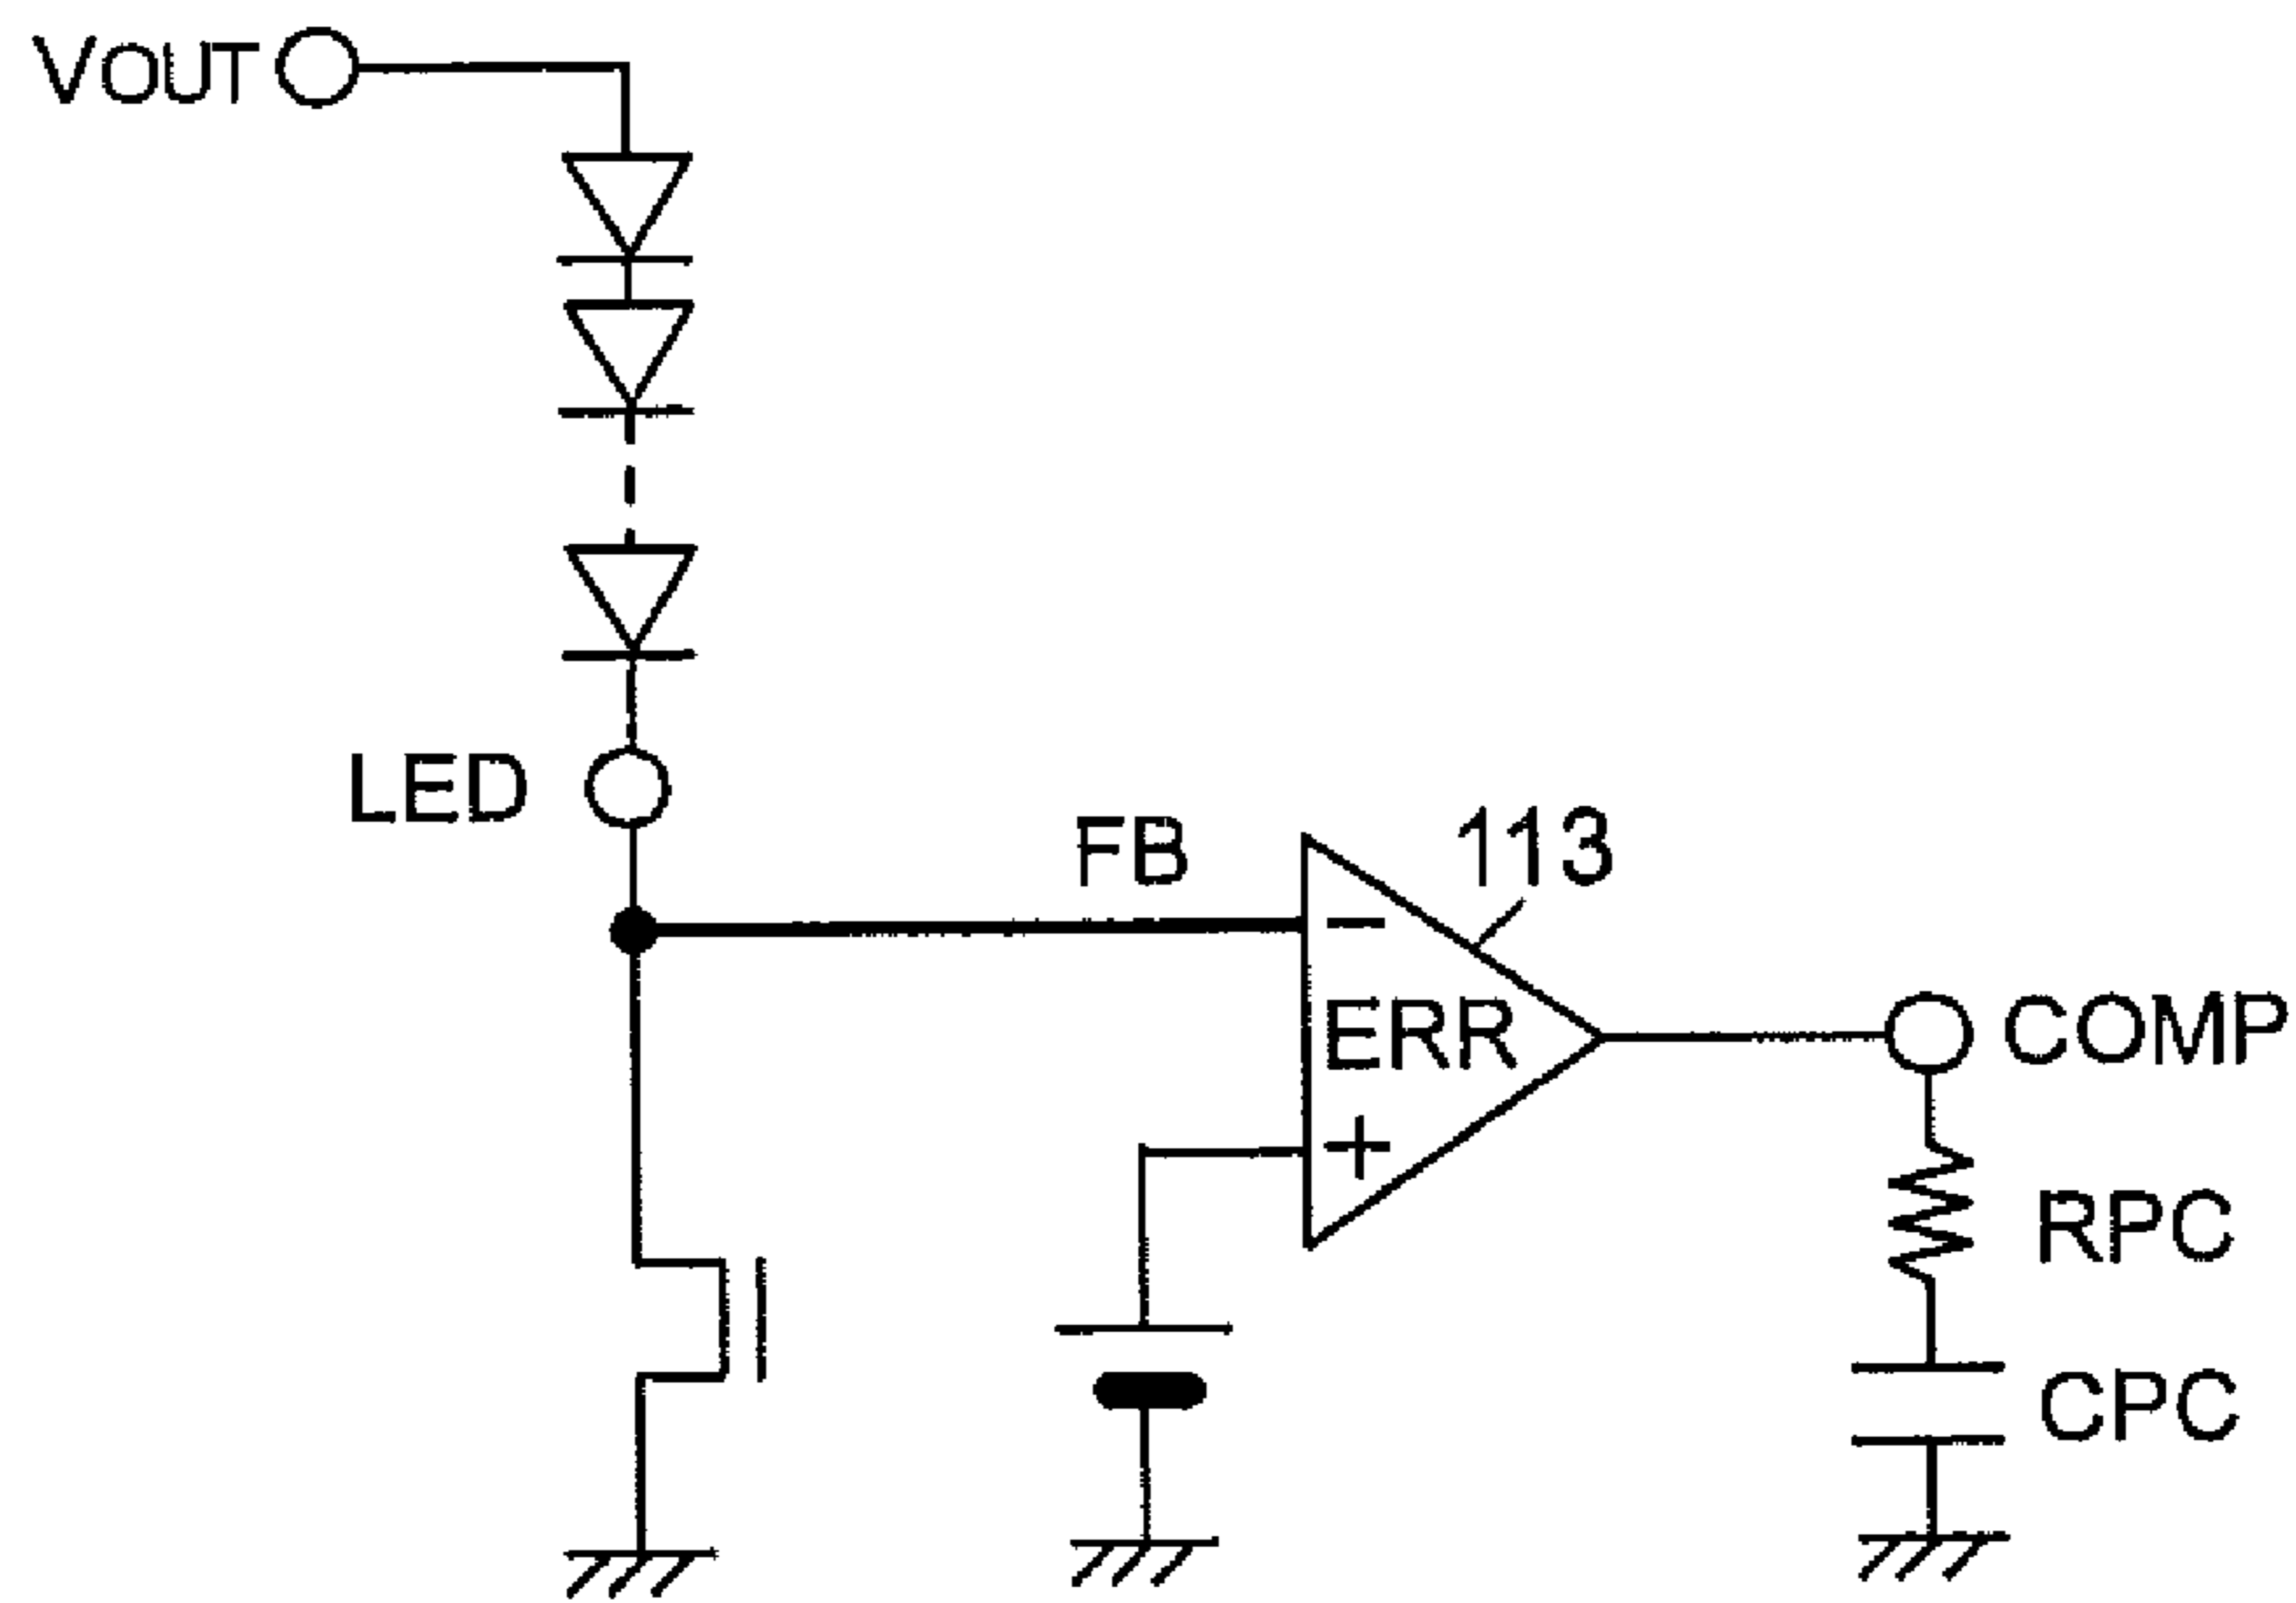 VOUT
LED
FB
113
-
ERR
+
COMP
RPC
CPC